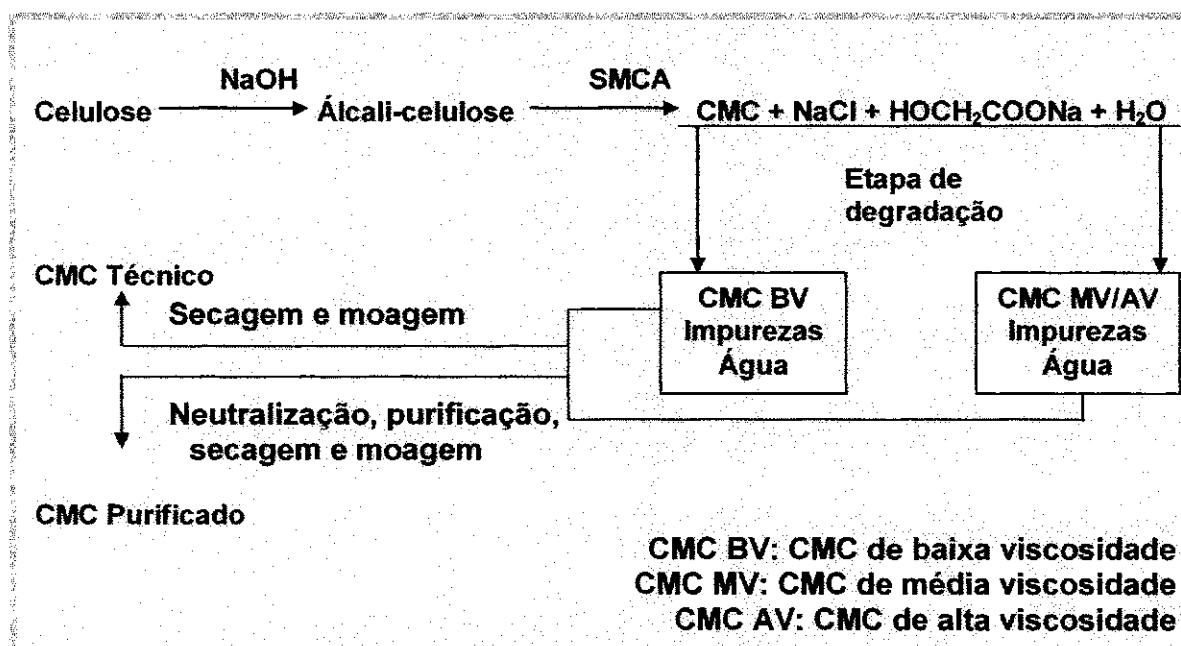 NaOH
SMCA
Celulose
Álcali-celulose
CMC + NaCl + HOCH₂COONa + H₂O
Etapa de
degradação
CMC Técnico
Secagem e moagem
CMC BV
Impurezas
Água
CMC MV/AV
Impurezas
Água
Neutralização, purificação,
secagem e moagem
CMC Purificado
CMC BV: CMC de baixa viscosidade
CMC MV: CMC de média viscosidade
CMC AV: CMC de alta viscosidade